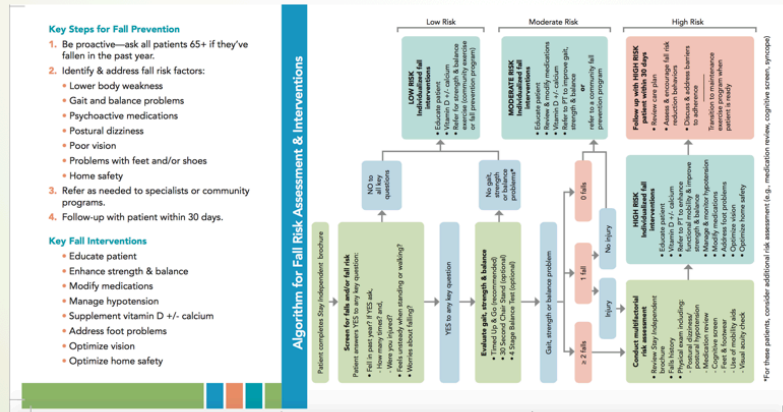 Key Steps for Fall Prevention
1. Be proactive—ask all patients 65+ if they've
fallen in the past year.
2. Identify & address fall risk factors:
• Lower body weakness
• Gait and balance problems
• Psychoactive medications
• Postural dizziness
• Poor vision
• Problems with feet and/or shoes
• Home safety
3. Refer as needed to specialists or community
programs.
4. Follow-up with patient within 30 days.
Key Fall Interventions
• Educate patient
• Enhance strength & balance
• Modify medications
• Manage hypotension
• Supplement vitamin D +/- calcium
• Address foot problems
• Optimize vision
• Optimize home safety
Algorithm for Fall Risk Assessment & Interventions
Patient completes Stay Independent brochure
Screen for falls and/or fall risk
Patient answers YES to any key question:
• Fell in past year? If YES ask,
- How many times? and,
- Were you injured?
• Feels unsteady when standing or walking?
• Worries about falling?
NO to
all key
questions
YES to any key question
Evaluate gait, strength & balance
• Timed Up & Go (recommended)
• 30 Second Chair Stand (optional)
• 4 Stage Balance Test (optional)
No gait,
strength
or balance
problems*
Gait, strength or balance problem
≥ 2 falls
1 fall
0 falls
Injury
No injury
Low Risk
LOW RISK
Individualized fall
interventions
• Educate patient
• Vitamin D +/- calcium
• Refer for strength & balance
exercise (community exercise
or fall prevention program)
Moderate Risk
MODERATE RISK
Individualized fall
interventions
• Educate patient
• Review & modify medications
• Vitamin D +/- calcium
• Refer to PT to improve gait,
strength & balance
or
refer to a community fall
prevention program
High Risk
Conduct multifactorial
risk assessment
• Review Stay Independent
brochure
• Falls history
• Physical exam including:
- Postural dizziness/
postural hypotension
- Medication review
- Cognitive screen
- Feet & footwear
- Use of mobility aids
- Visual acuity check
HIGH RISK
Individualized fall
interventions
• Educate patient
• Vitamin D +/- calcium
• Refer to PT to enhance
functional mobility & improve
strength & balance
• Manage & monitor hypotension
• Modify medications
• Address foot problems
• Optimize vision
• Optimize home safety
Follow up with HIGH RISK
patient within 30 days
• Review care plan
• Assess & encourage fall risk
reduction behaviors
• Discuss & address barriers
to adherence
Transition to maintenance
exercise program when
patient is ready
*For these patients, consider additional risk assessment (e.g., medication review, cognitive screen, syncope)